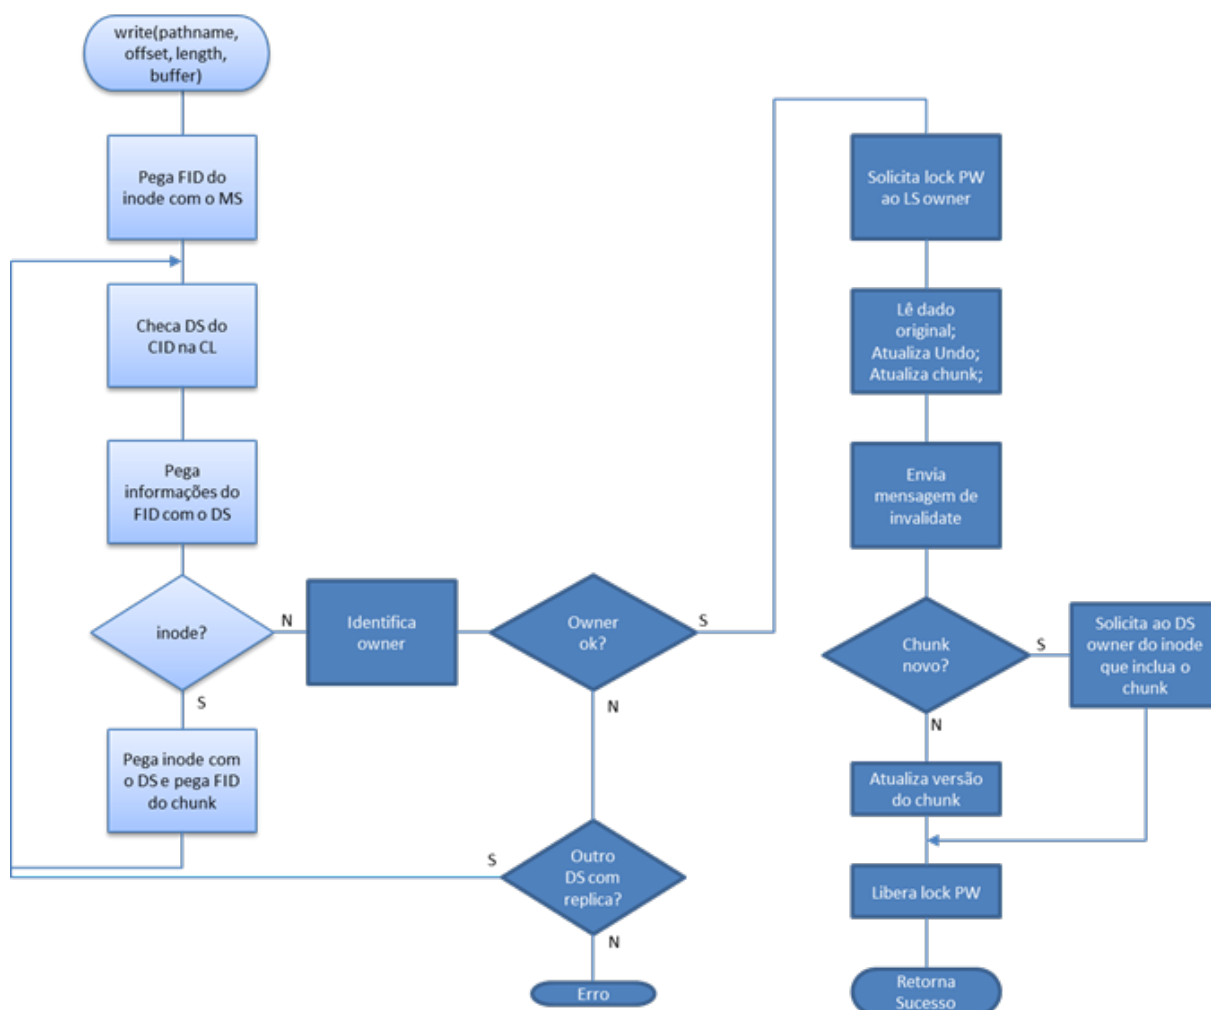 write(pathname,
offset, length,
buffer)
Pega FID do
inode com o MS
Checa DS do
CID na CL
Pega
informações do
FID com o DS
inode?
N
S
Pega inode com
o DS e pega FID
do chunk
Identifica
owner
Owner
ok?
S
N
Outro
DS com
replica?
S
N
Erro
Solicita lock PW
ao LS owner
Lê dado
original;
Atualiza Undo;
Atualiza chunk;
Envia
mensagem de
invalidate
Chunk
novo?
S
N
Solicita ao DS
owner do inode
que inclua o
chunk
Atualiza versão
do chunk
Libera lock PW
Retorna
Sucesso